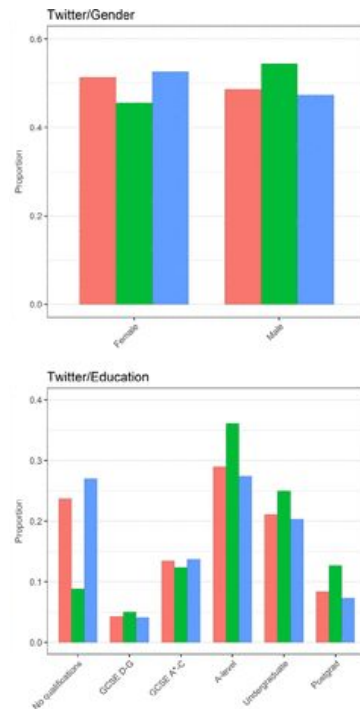 Twitter/Gender
0.6
0.4
0.2
0.0
Proportion
Female
Male
Twitter/Education
0.4
0.3
0.2
0.1
0.0
Proportion
No qualifications
GCSE D-G
GCSE A*-C
A-level
Undergraduate
Postgrad